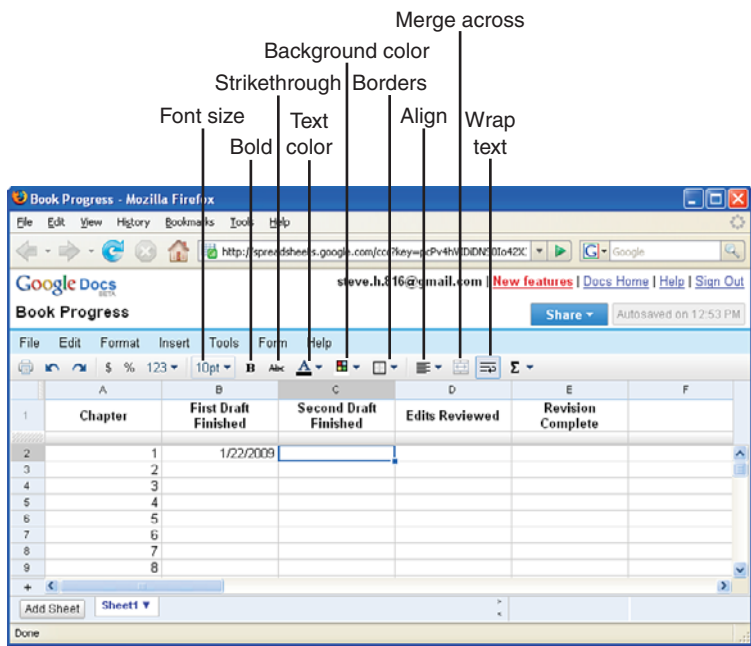 Merge across
Background color
Strikethrough Borders
Font size Text Align Wrap
Bold color text
Book Progress - Mozilla Firefox
File Edit View History Bookmarks Tools Help
G Google
Google Docs
BETA
steve.h.816@gmail.com | New features | Docs Home | Help | Sign Out
Book Progress
Share
Autosaved on 12:53 PM
File Edit Format Insert Tools Form Help
$ % 123 10pt B Abc A Σ
A B C D E F
1 Chapter First Draft Finished Second Draft Finished Edits Reviewed Revision Complete
2 1 1/22/2009
3 2
4 3
5 4
6 5
7 6
8 7
9 8
+
Add Sheet Sheet1
Done